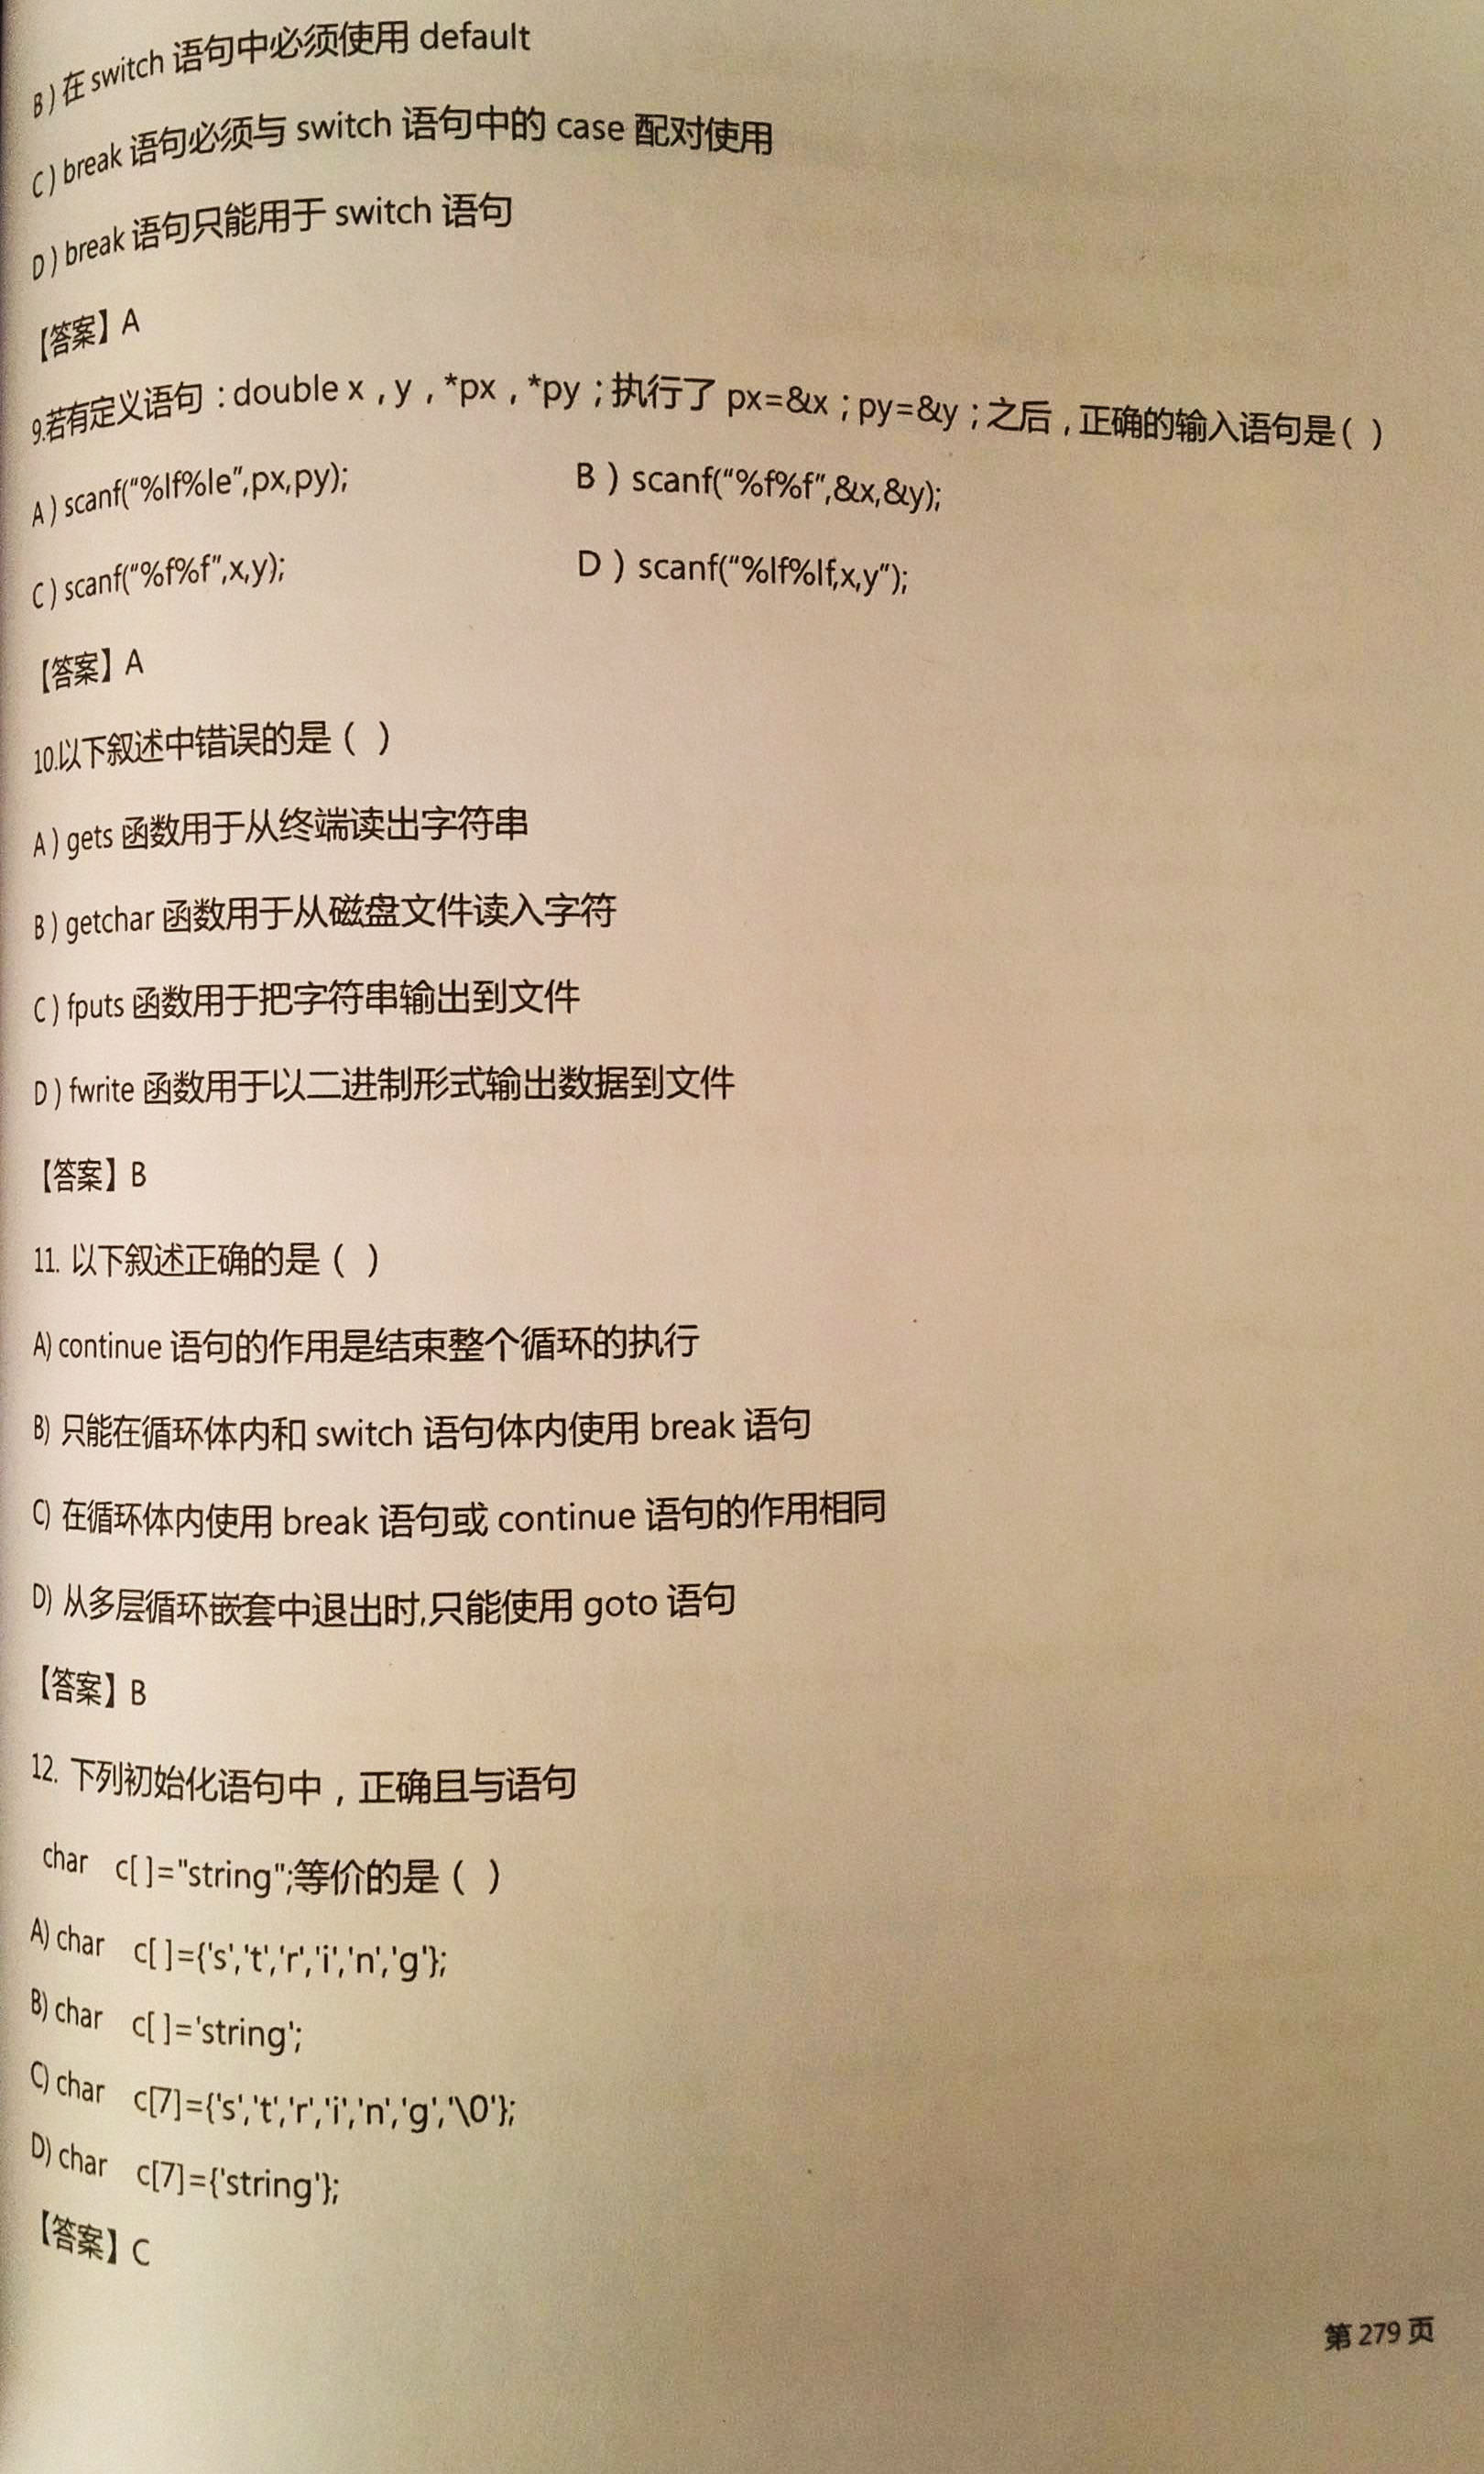 B ) 在 switch 语句中必须使用 default
C ) break 语句必须与 switch 语句中的 case 配对使用
D ) break 语句只能用于 switch 语句
【答案】A
9.若有定义语句 : double x , y , *px , *py ; 执行了 px=&x ; py=&y ; 之后 , 正确的输入语句是 ( )
A ) scanf(“%lf%le”,px,py); B ) scanf(“%f%f”,&x,&y);
C ) scanf(“%f%f”,x,y); D ) scanf(“%lf%lf,x,y”);
【答案】A
10.以下叙述中错误的是 ( )
A ) gets 函数用于从终端读出字符串
B ) getchar 函数用于从磁盘文件读入字符
C ) fputs 函数用于把字符串输出到文件
D ) fwrite 函数用于以二进制形式输出数据到文件
【答案】B
11. 以下叙述正确的是 ( )
A) continue 语句的作用是结束整个循环的执行
B) 只能在循环体内和 switch 语句体内使用 break 语句
C) 在循环体内使用 break 语句或 continue 语句的作用相同
D) 从多层循环嵌套中退出时,只能使用 goto 语句
【答案】B
12. 下列初始化语句中 , 正确且与语句
char c[ ]="string";等价的是 ( )
A) char c[ ]={'s','t','r','i','n','g'};
B) char c[ ]='string';
C) char c[7]={'s','t','r','i','n','g','\0'};
D) char c[7]={'string'};
【答案】C
第 279 页